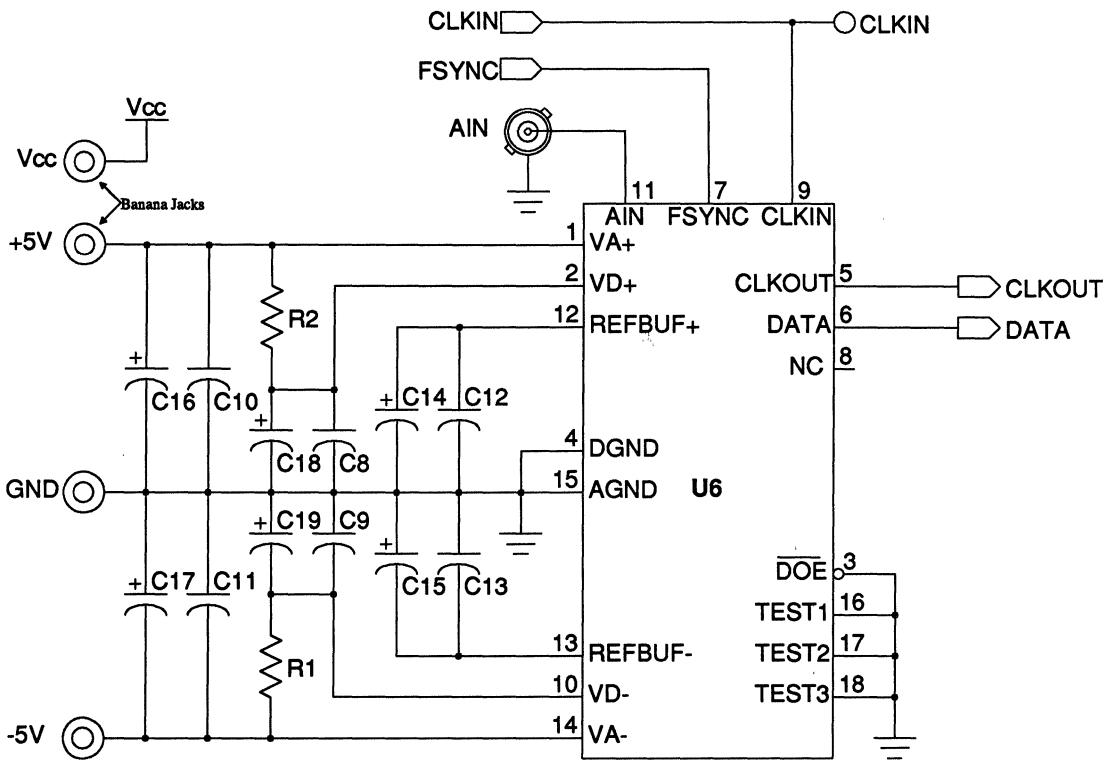 CLKIN
CLKIN
FSYNC
Vcc
AIN
Vcc
Banana Jacks
11
7
9
AIN
FSYNC
CLKIN
+5V
1
VA+
2
VD+
CLKOUT
5
CLKOUT
R2
12
REFBUF+
DATA
6
DATA
NC
8
+
C16
C10
+
C14
C12
+
C18
C8
4
DGND
GND
15
AGND
U6
+
C19
C9
+
C15
C13
DOE
3
+
C17
C11
TEST1
16
R1
13
REFBUF-
TEST2
17
10
VD-
TEST3
18
-5V
14
VA-